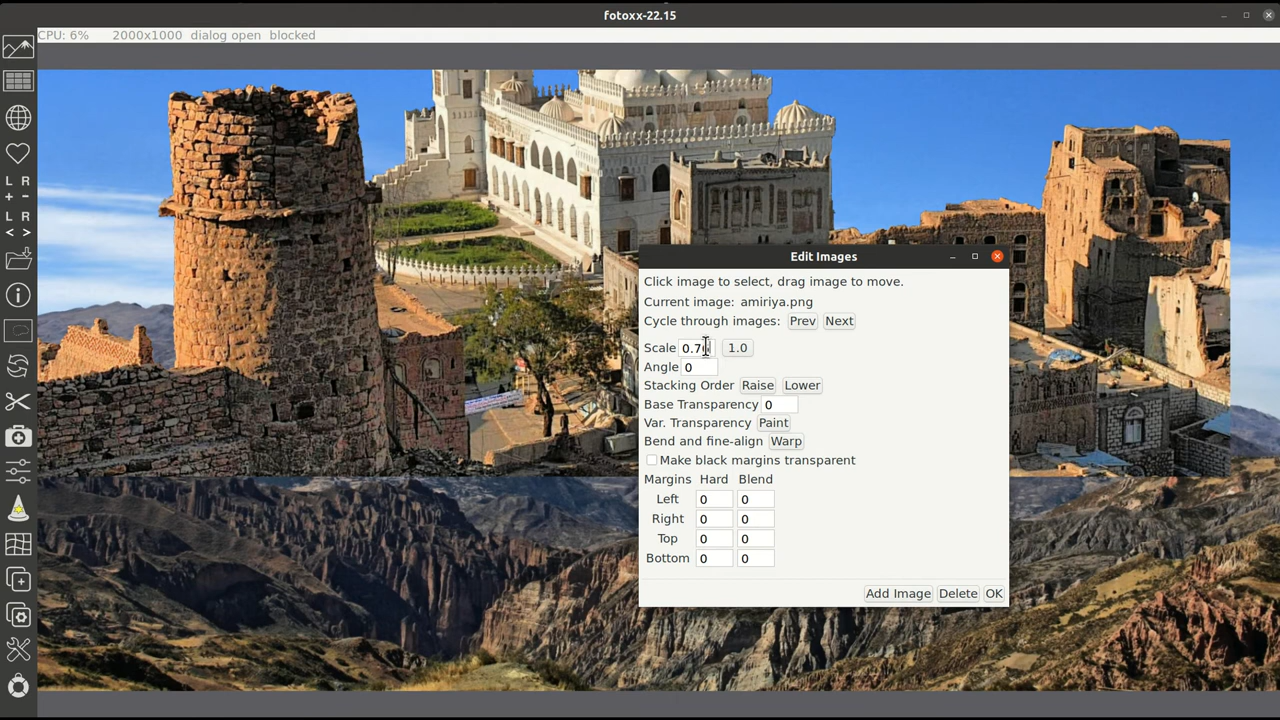 fotoxx-22.15
CPU: 6% 2000x1000 dialog open blocked
L R
+ -
L R
< >
Edit Images
Click image to select, drag image to move.
Current image: amiriya.png
Cycle through images: Prev Next
Scale 1.0
Angle 0
Stacking Order Raise Lower
Base Transparency 0
Var. Transparency Paint
Bend and fine-align Warp
Make black margins transparent
Margins Hard Blend
Left 0 0
Right 0 0
Top 0 0
Bottom 0 0
Add Image Delete OK